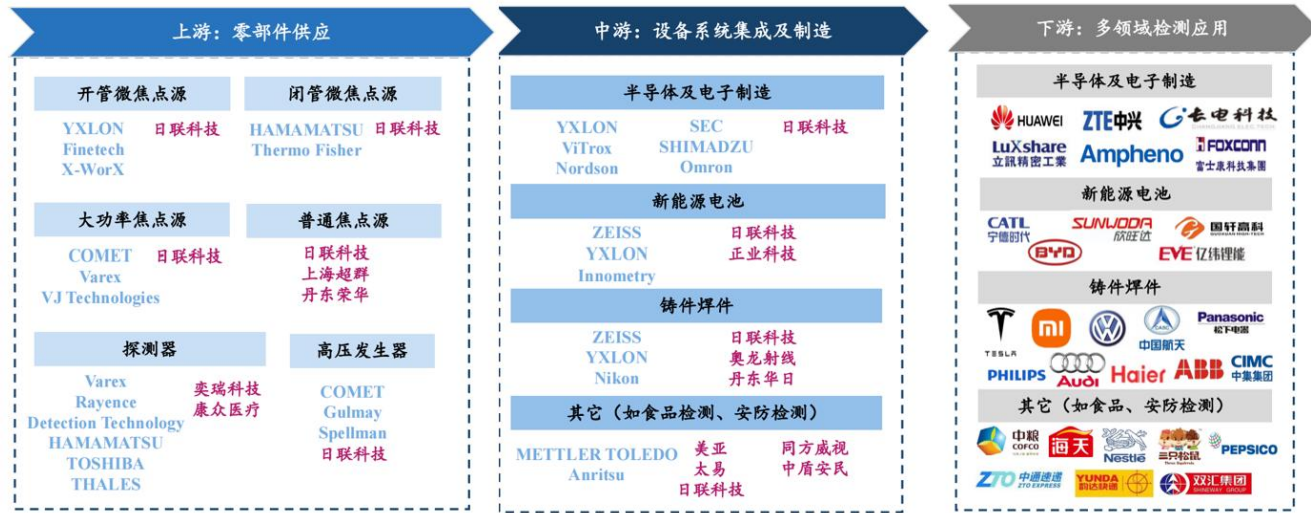 上游：零部件供应
开管微焦点源
YXLON
Finetech
X-WorX
日联科技
闭管微焦点源
HAMAMATSU
Thermo Fisher
日联科技
大功率焦点源
COMET
Varex
VJ Technologies
日联科技
普通焦点源
日联科技
上海超群
丹东荣华
探测器
Varex
Rayence
Detection Technology
HAMAMATSU
TOSHIBA
THALES
奕瑞科技
康众医疗
高压发生器
COMET
Gulmay
Spellman
日联科技
中游：设备系统集成及制造
半导体及电子制造
YXLON
ViTrox
Nordson
SEC
SHIMADZU
Omron
日联科技
新能源电池
ZEISS
YXLON
Innometry
日联科技
正业科技
铸件焊件
ZEISS
YXLON
Nikon
日联科技
奥龙射线
丹东华日
其它（如食品检测、安防检测）
METTLER TOLEDO
Anritsu
美亚
太易
日联科技
同方威视
中盾安民
下游：多领域检测应用
半导体及电子制造
HUAWEI
ZTE中兴
长电科技
LuXshare
立訊精密工業
Ampheno
FOXCONN
富士康科技集團
新能源电池
CATL
宁德时代
SUNWODA
欣旺达
国轩高科
BYD
EVE 亿纬锂能
铸件焊件
TESLA
mi
中国航天
Panasonic
松下电器
PHILIPS
Audi
Haier
ABB
CIMC
中集集团
其它（如食品、安防检测）
中粮
COFCO
海天
Nestlé
三只松鼠
PEPSICO
ZTO 中通速递
ZTO EXPRESS
YUNDA
韵达快递
双汇集团
SHINEWAY GROUP